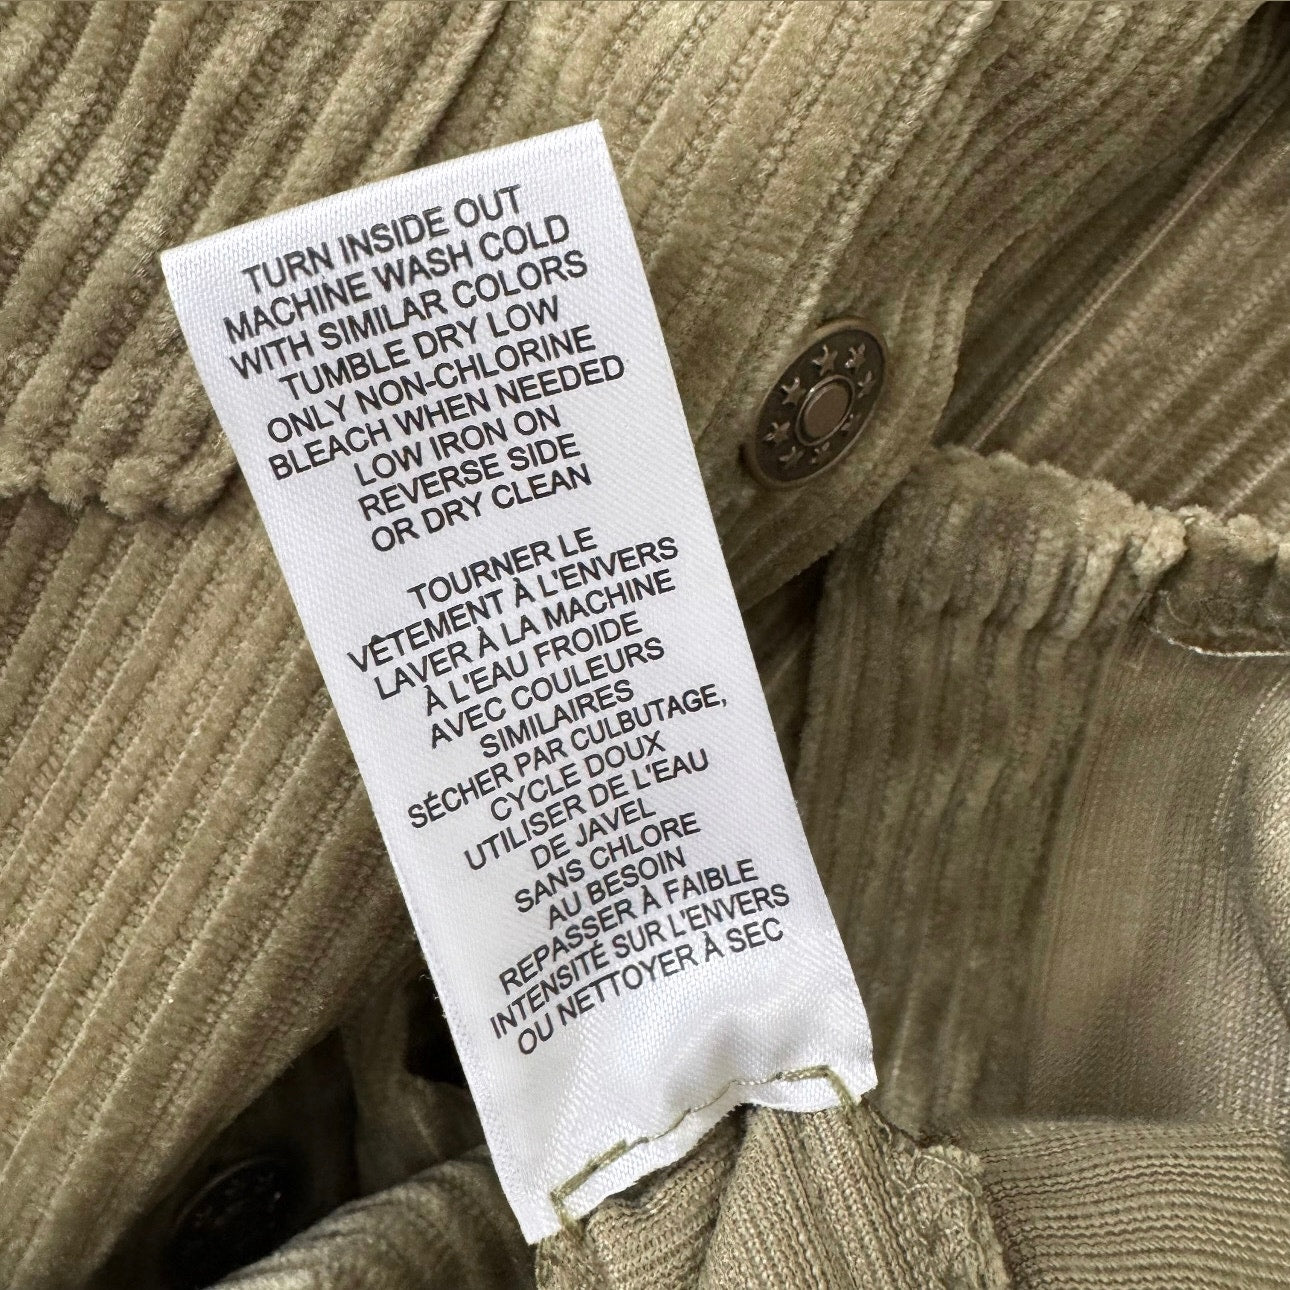 TURN INSIDE OUT
MACHINE WASH COLD
WITH SIMILAR COLORS
TUMBLE DRY LOW
ONLY NON-CHLORINE
BLEACH WHEN NEEDED
LOW IRON ON
REVERSE SIDE
OR DRY CLEAN
TOURNER LE
VÊTEMENT À L'ENVERS
LAVER À LA MACHINE
À L'EAU FROIDE
AVEC COULEURS
SIMILAIRES
SÉCHER PAR CULBUTAGE,
CYCLE DOUX
UTILISER DE L'EAU
DE JAVEL
SANS CHLORE
AU BESOIN
REPASSER À FAIBLE
INTENSITÉ SUR L'ENVERS
OU NETTOYER À SEC